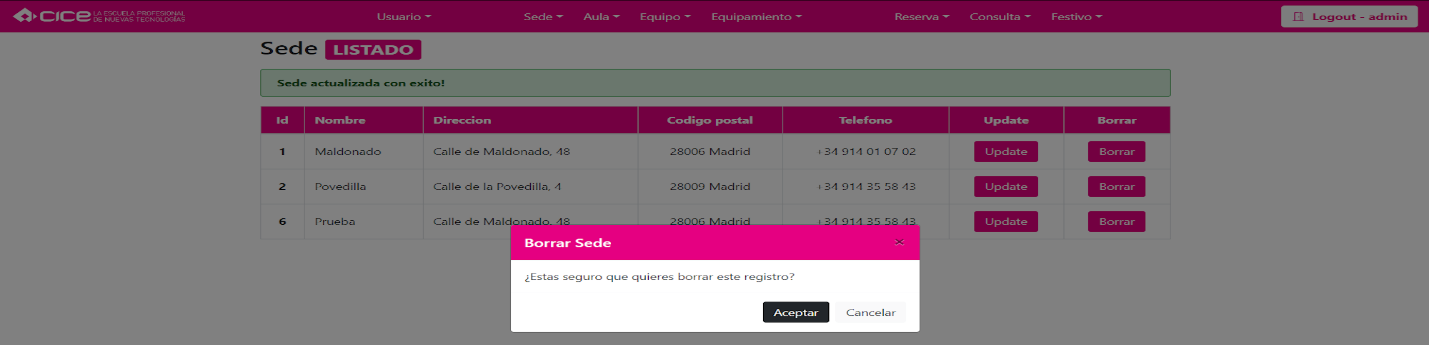 CICE LA ESCUELA PROFESIONAL DE NUEVAS TECNOLOGÍAS
Usuario Sede Aula Equipo Equipamiento Reserva Consulta Festivo Logout - admin
Sede LISTADO
Sede actualizada con exito!
Id Nombre Direccion Codigo postal Telefono Update Borrar
1 Maldonado Calle de Maldonado, 48 28006 Madrid +34 914 01 07 02 Update Borrar
2 Povedilla Calle de la Povedilla, 4 28009 Madrid +34 914 35 58 43 Update Borrar
6 Prueba Calle de Maldonado, 48 28006 Madrid +34 914 35 58 43 Update Borrar
Borrar Sede ×
¿Estas seguro que quieres borrar este registro?
Aceptar Cancelar